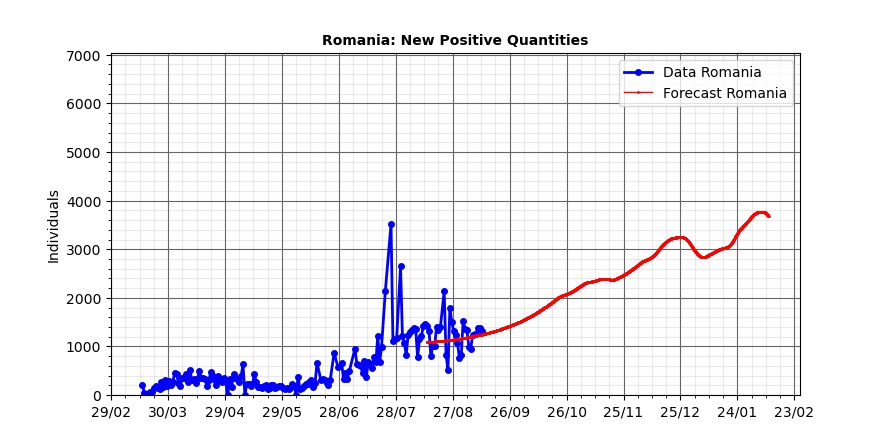 Romania: New Positive Quantities
Data Romania
Forecast Romania
Individuals
7000
6000
5000
4000
3000
2000
1000
0
29/02 30/03 29/04 29/05 28/06 28/07 27/08 26/09 26/10 25/11 25/12 24/01 23/02